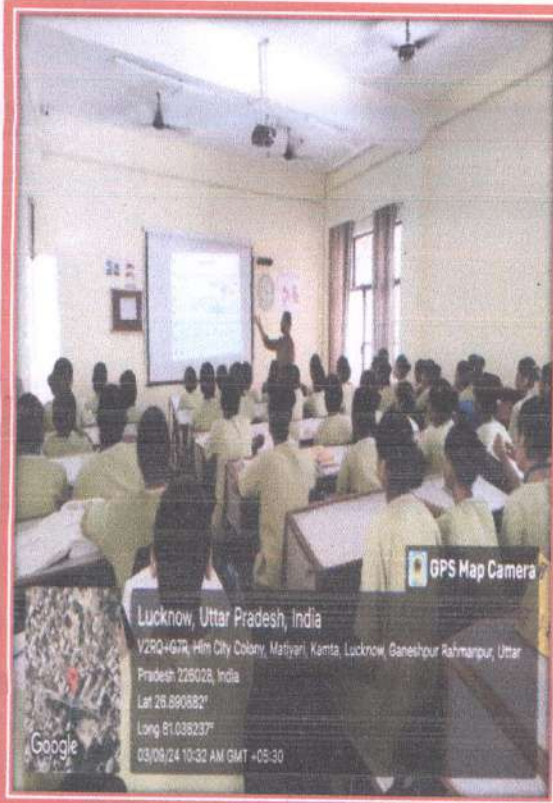 GPS Map Camera
Lucknow, Uttar Pradesh, India
V2RQ+G7R, Him City Colony, Matiyari, Kamta, Lucknow, Ganeshpur Rahmanpur, Uttar
Pradesh 226028, India
Lat 26.890882°
Long 81.038237°
03/09/24 10:32 AM GMT +05:30
Google